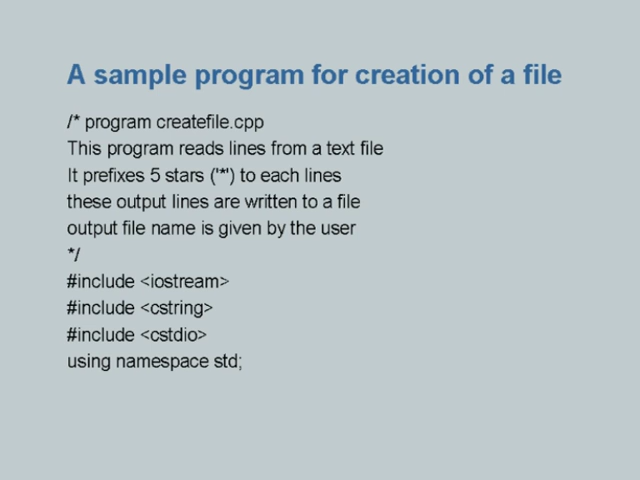 A sample program for creation of a file
/* program createfile.cpp
This program reads lines from a text file
It prefixes 5 stars ('*') to each lines
these output lines are written to a file
output file name is given by the user
*/
#include <iostream>
#include <cstring>
#include <cstdio>
using namespace std;